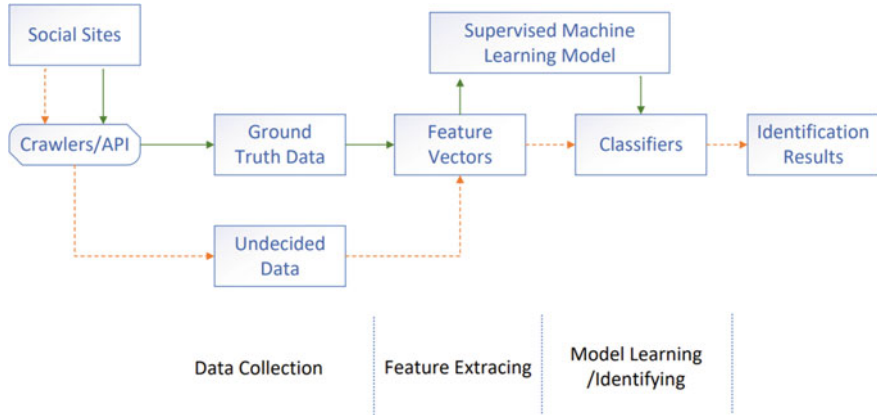 Social Sites
Supervised Machine
Learning Model
Crawlers/API
Ground
Truth Data
Feature
Vectors
Classifiers
Identification
Results
Undecided
Data
Data Collection
Feature Extracing
Model Learning
/Identifying